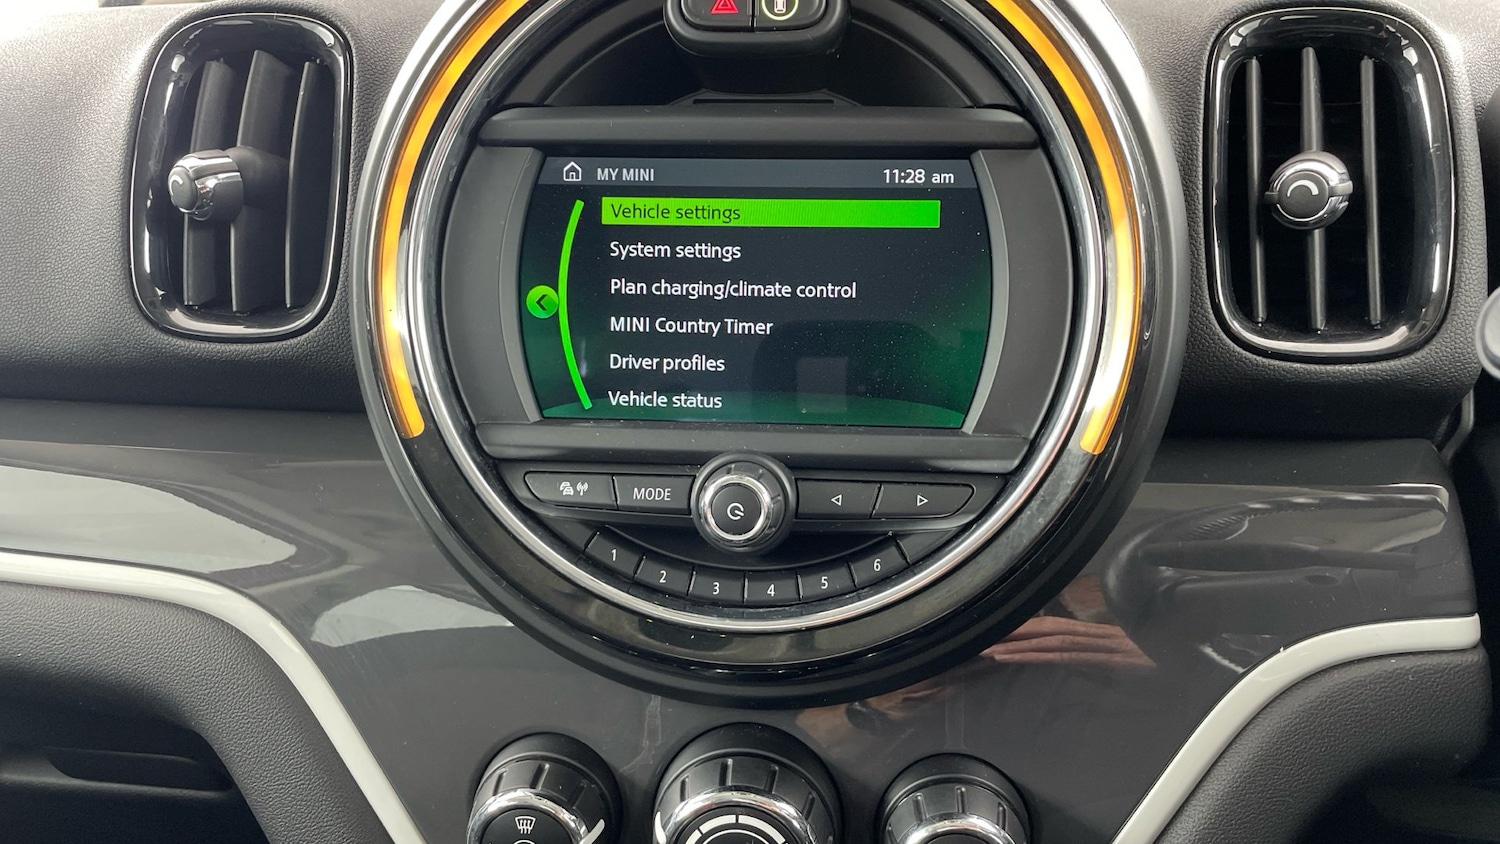 MY MINI
11:28 am
Vehicle settings
System settings
Plan charging/climate control
MINI Country Timer
Driver profiles
Vehicle status
MODE
1
2
3
4
5
6